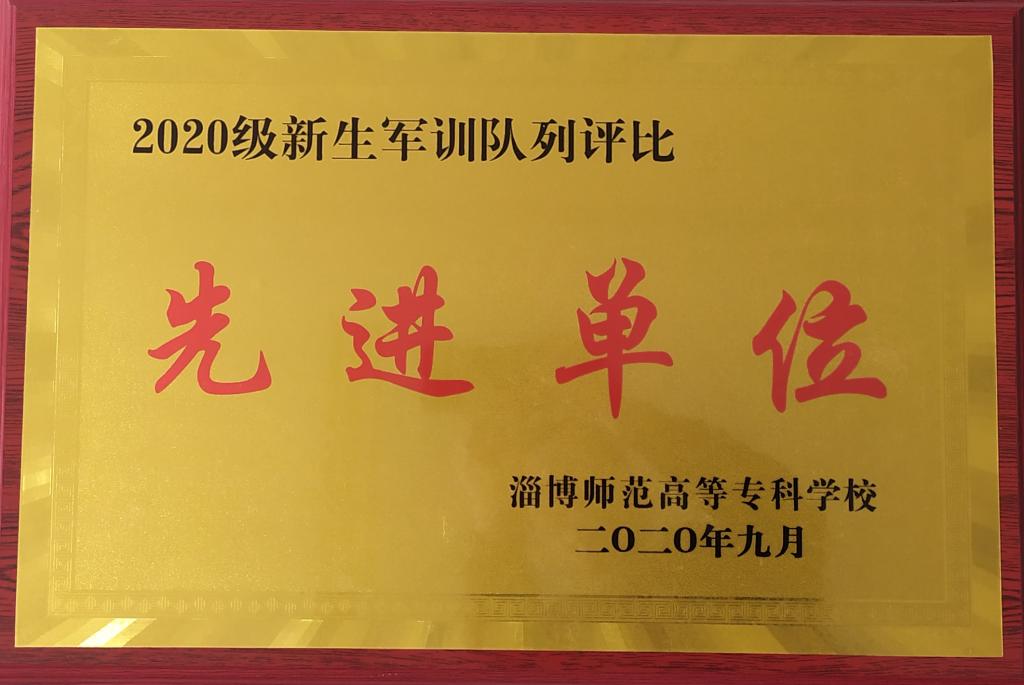 2020级新生军训队列评比
先进单位
淄博师范高等专科学校
二〇二〇年九月